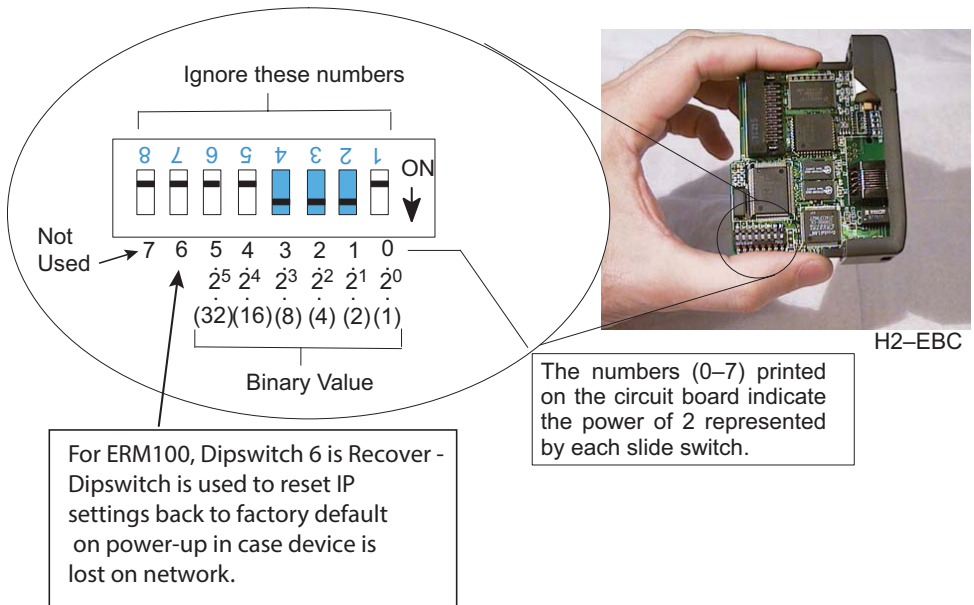 Ignore these numbers
8 7 6 5 4 3 2 1
ON
Not
Used
7 6 5 4 3 2 1 0
2⁵ 2⁴ 2³ 2² 2¹ 2⁰
(32)(16)(8)(4)(2)(1)
Binary Value
H2–EBC
The numbers (0–7) printed
on the circuit board indicate
the power of 2 represented
by each slide switch.
For ERM100, Dipswitch 6 is Recover -
Dipswitch is used to reset IP
settings back to factory default
on power-up in case device is
lost on network.